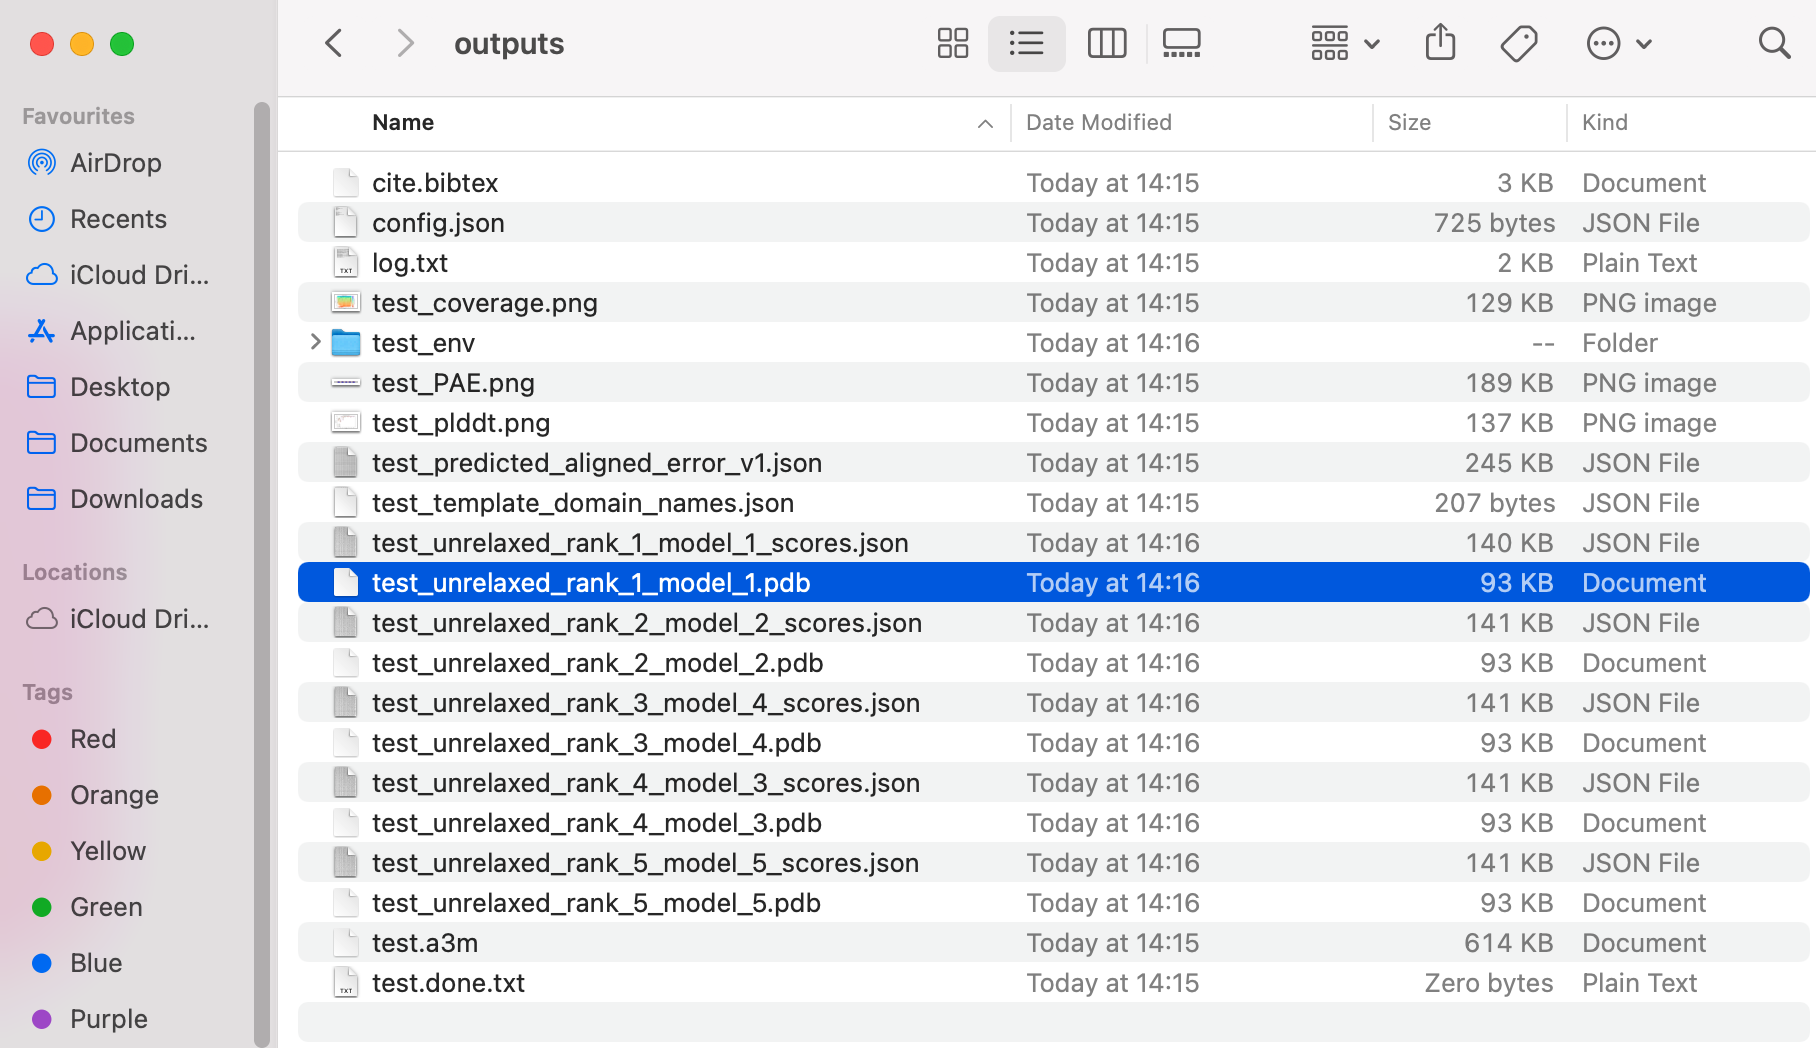 outputs
Favourites
AirDrop
Recents
iCloud Dri...
Applicati...
Desktop
Documents
Downloads
Locations
iCloud Dri...
Tags
Red
Orange
Yellow
Green
Blue
Purple
Name Date Modified Size Kind
cite.bibtex Today at 14:15 3 KB Document
config.json Today at 14:15 725 bytes JSON File
TXT log.txt Today at 14:15 2 KB Plain Text
test_coverage.png Today at 14:15 129 KB PNG image
test_env Today at 14:16 -- Folder
test_PAE.png Today at 14:15 189 KB PNG image
test_plddt.png Today at 14:15 137 KB PNG image
test_predicted_aligned_error_v1.json Today at 14:15 245 KB JSON File
test_template_domain_names.json Today at 14:15 207 bytes JSON File
test_unrelaxed_rank_1_model_1_scores.json Today at 14:16 140 KB JSON File
test_unrelaxed_rank_1_model_1.pdb Today at 14:16 93 KB Document
test_unrelaxed_rank_2_model_2_scores.json Today at 14:16 141 KB JSON File
test_unrelaxed_rank_2_model_2.pdb Today at 14:16 93 KB Document
test_unrelaxed_rank_3_model_4_scores.json Today at 14:16 141 KB JSON File
test_unrelaxed_rank_3_model_4.pdb Today at 14:16 93 KB Document
test_unrelaxed_rank_4_model_3_scores.json Today at 14:16 141 KB JSON File
test_unrelaxed_rank_4_model_3.pdb Today at 14:16 93 KB Document
test_unrelaxed_rank_5_model_5_scores.json Today at 14:16 141 KB JSON File
test_unrelaxed_rank_5_model_5.pdb Today at 14:16 93 KB Document
test.a3m Today at 14:15 614 KB Document
TXT test.done.txt Today at 14:15 Zero bytes Plain Text